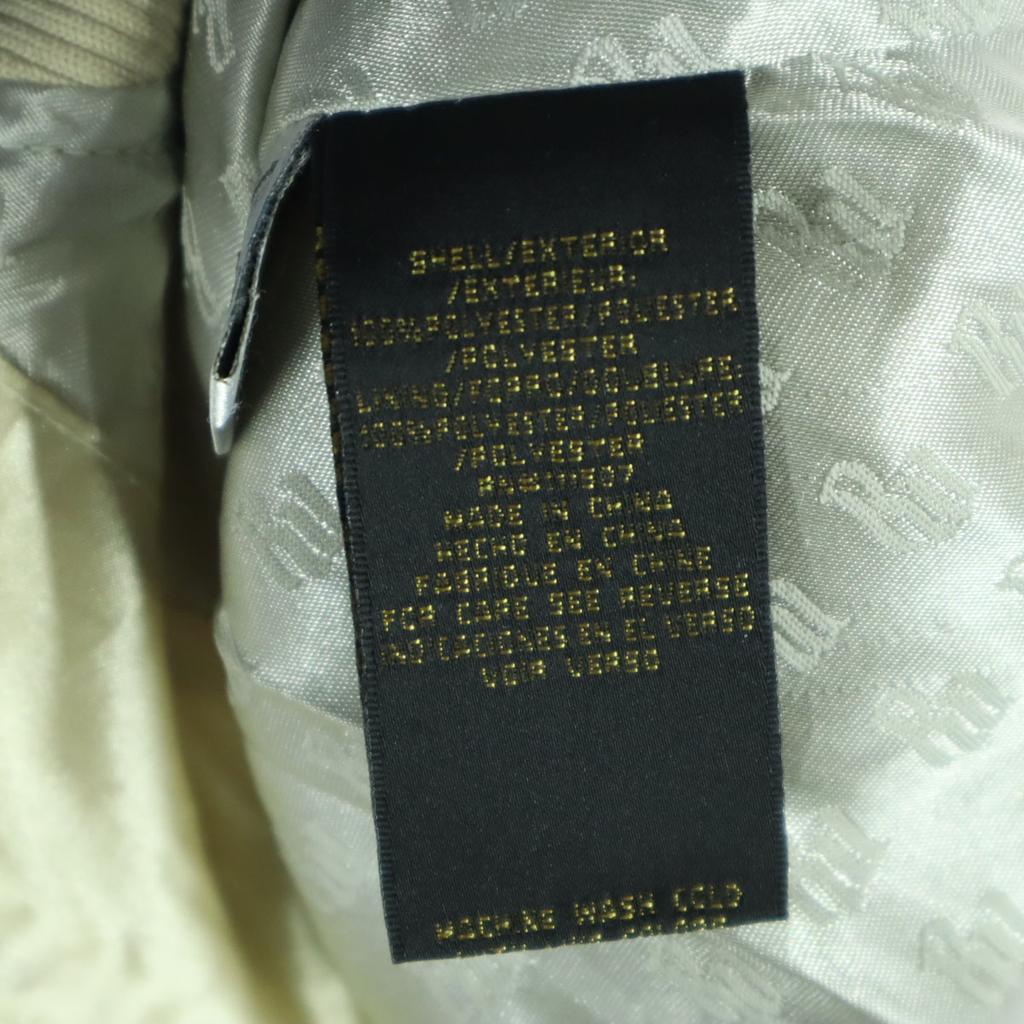 SHELL/EXTERIOR
/EXTERIEUR:
100%POLYESTER/POLIESTER
/POLYESTER
LINING/FORRO/DOUBLURE:
100%POLYESTER/POLIESTER
/POLYESTER
MADE IN CHINA
HECHO EN CHINA
FABRIQUE EN CHINE
FOR CARE SEE REVERSE
INDICACIONES EN EL VERSO
VOIR VERSO
MACHINE WASH COLD